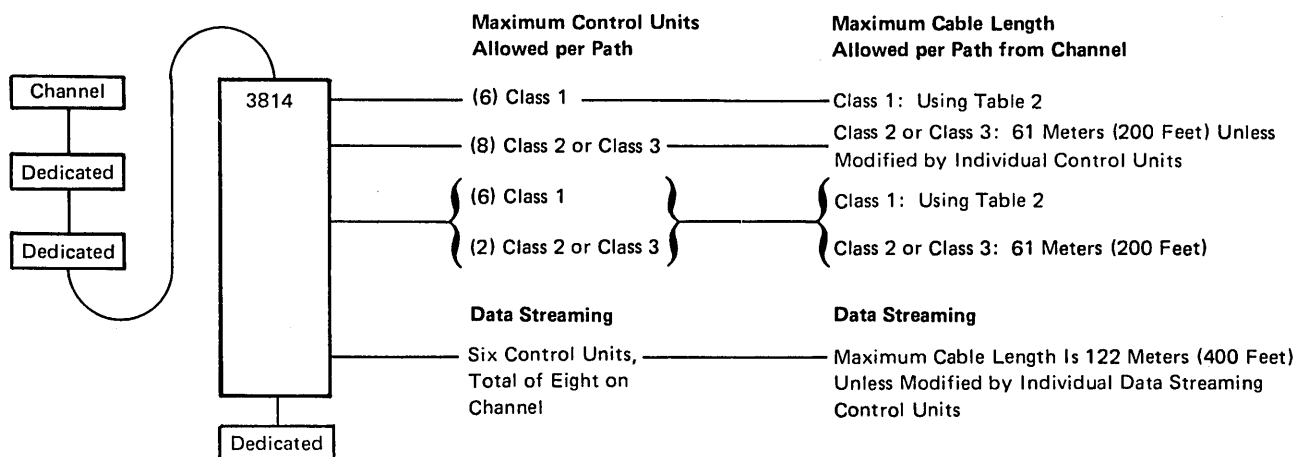 Maximum Control Units
Allowed per Path
Maximum Cable Length
Allowed per Path from Channel
Channel
Dedicated
Dedicated
3814
Dedicated
(6) Class 1
Class 1: Using Table 2
(8) Class 2 or Class 3
Class 2 or Class 3: 61 Meters (200 Feet) Unless
Modified by Individual Control Units
(6) Class 1
(2) Class 2 or Class 3
Class 1: Using Table 2
Class 2 or Class 3: 61 Meters (200 Feet)
Data Streaming
Six Control Units,
Total of Eight on
Channel
Data Streaming
Maximum Cable Length Is 122 Meters (400 Feet)
Unless Modified by Individual Data Streaming
Control Units